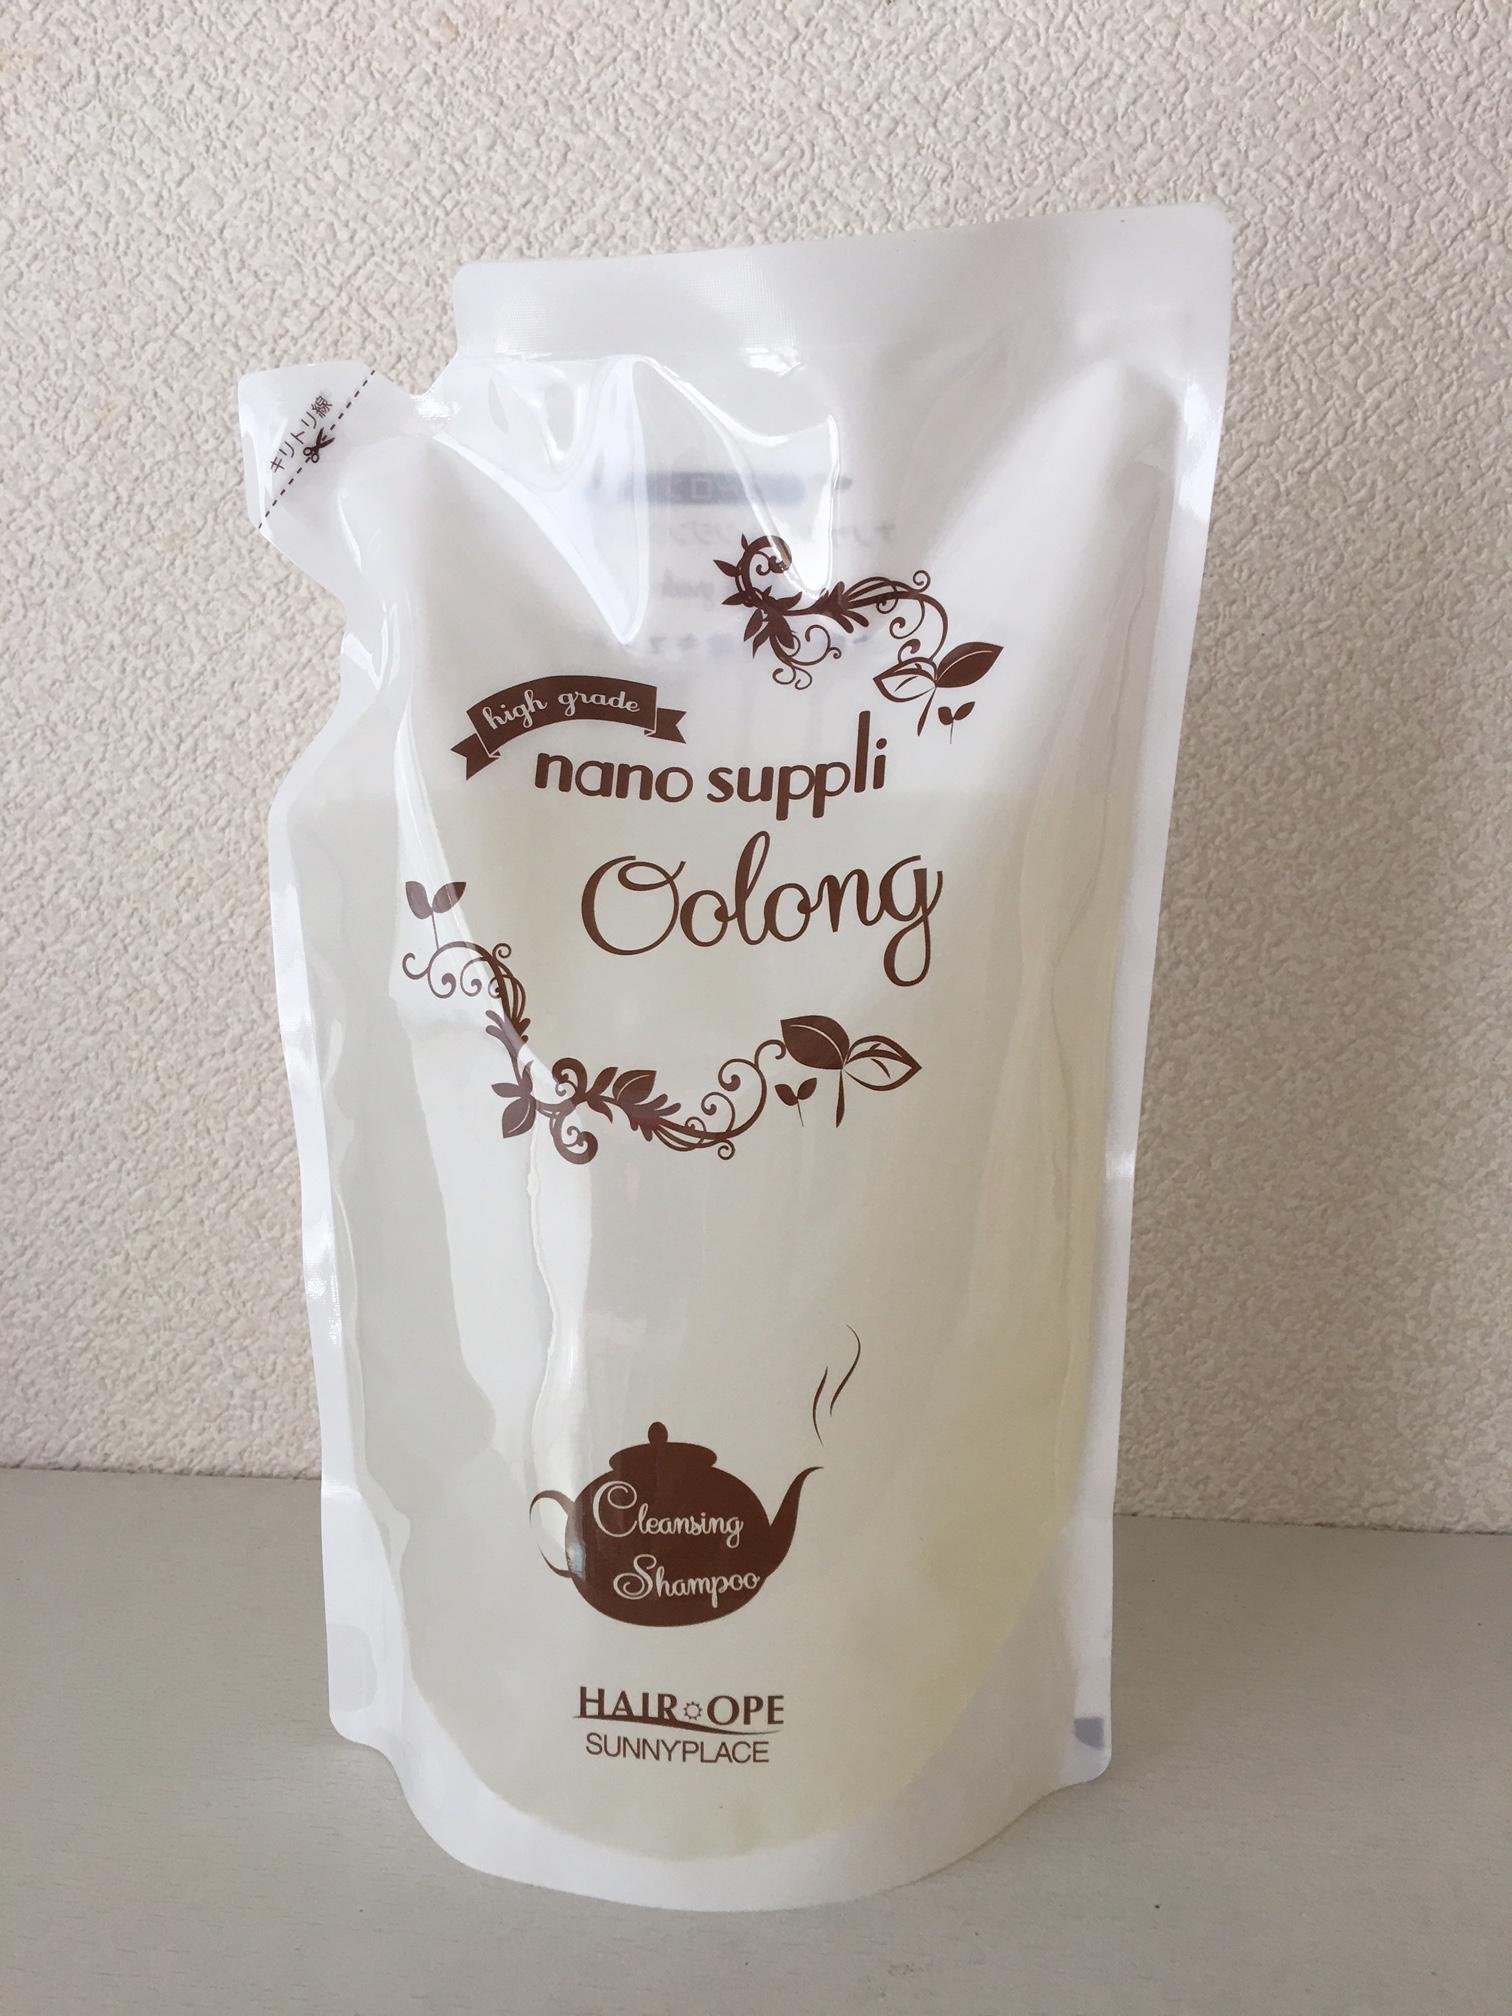 キリトリ線
high grade
nano suppli
Oolong
Cleansing
Shampoo
HAIR OPE
SUNNYPLACE